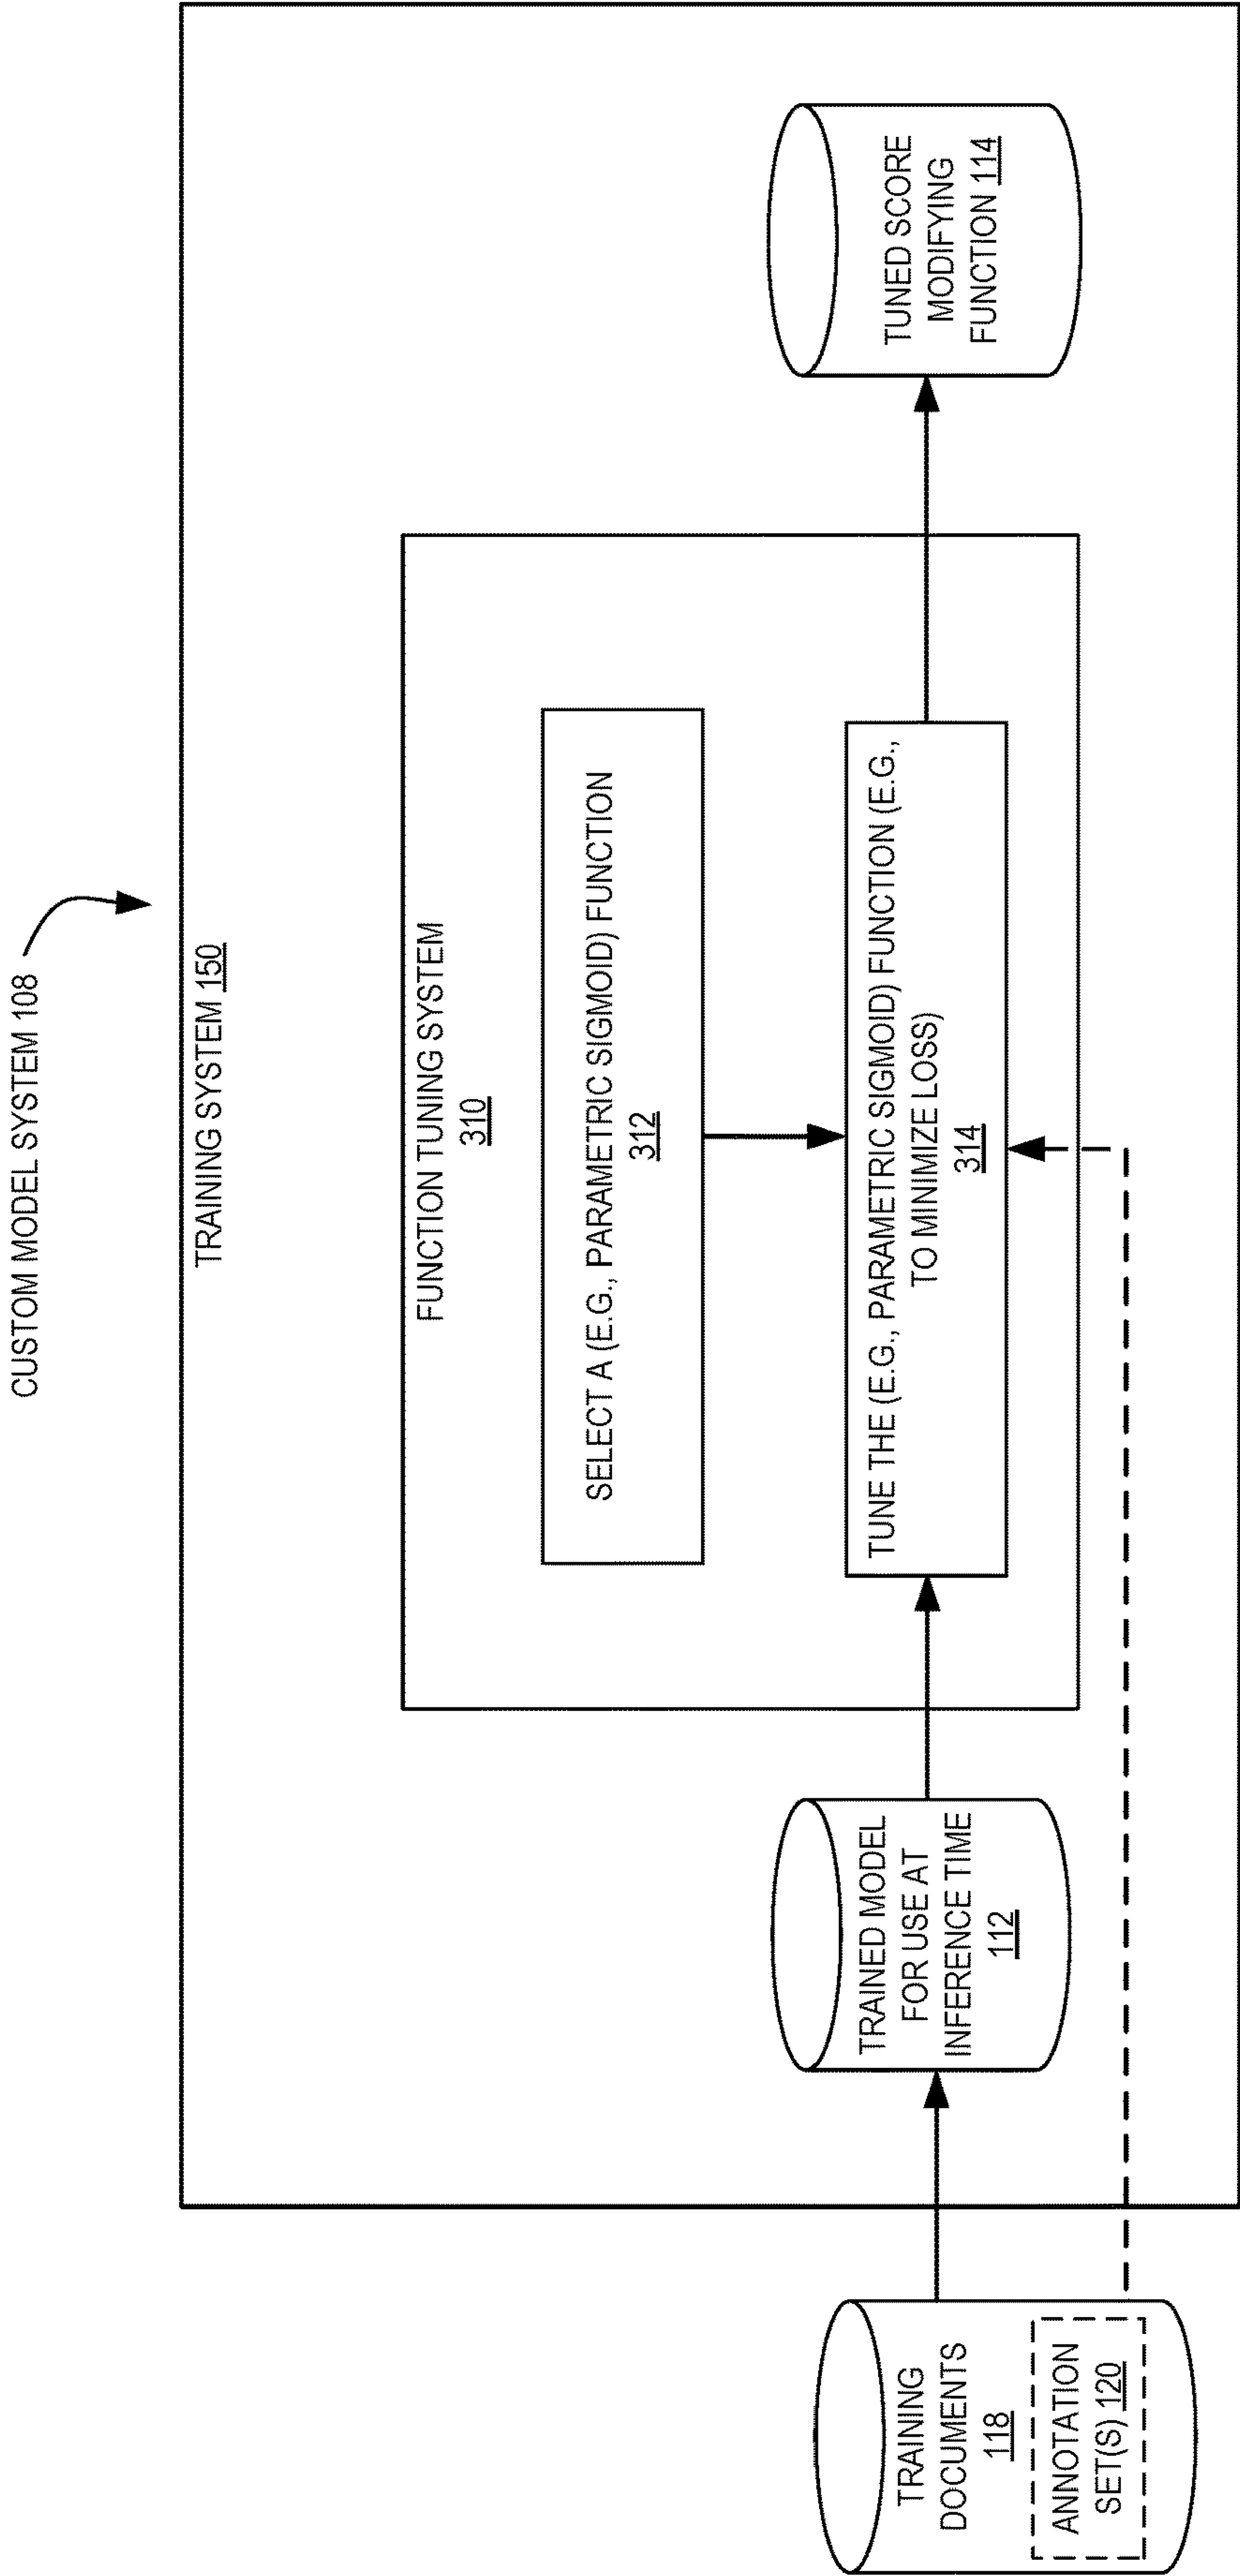 CUSTOM MODEL SYSTEM 108
TRAINING SYSTEM 150
FUNCTION TUNING SYSTEM
310
SELECT A (E.G., PARAMETRIC SIGMOID) FUNCTION
312
TUNE THE (E.G., PARAMETRIC SIGMOID) FUNCTION (E.G.,
TO MINIMIZE LOSS)
314
TRAINING
DOCUMENTS
118
ANNOTATION
SET(S) 120
TRAINED MODEL
FOR USE AT
INFERENCE TIME
112
TUNED SCORE
MODIFYING
FUNCTION 114